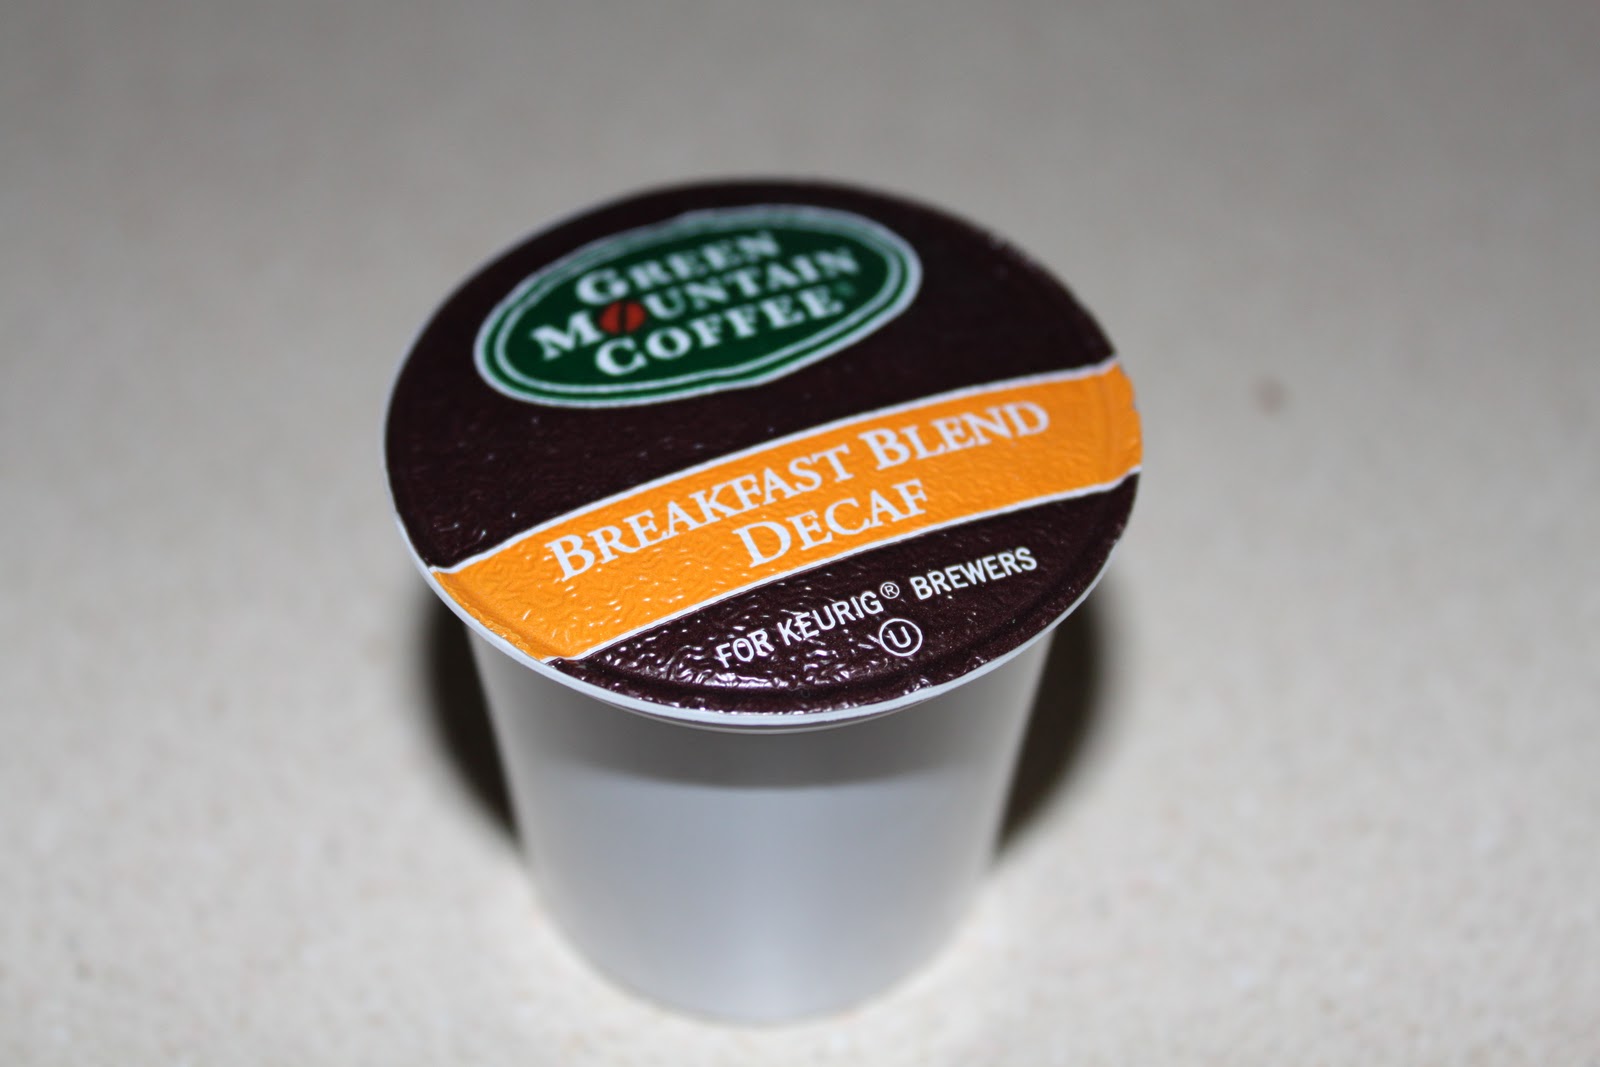 GREEN
MOUNTAIN
COFFEE®
BREAKFAST BLEND
DECAF
FOR KEURIG® BREWERS
U